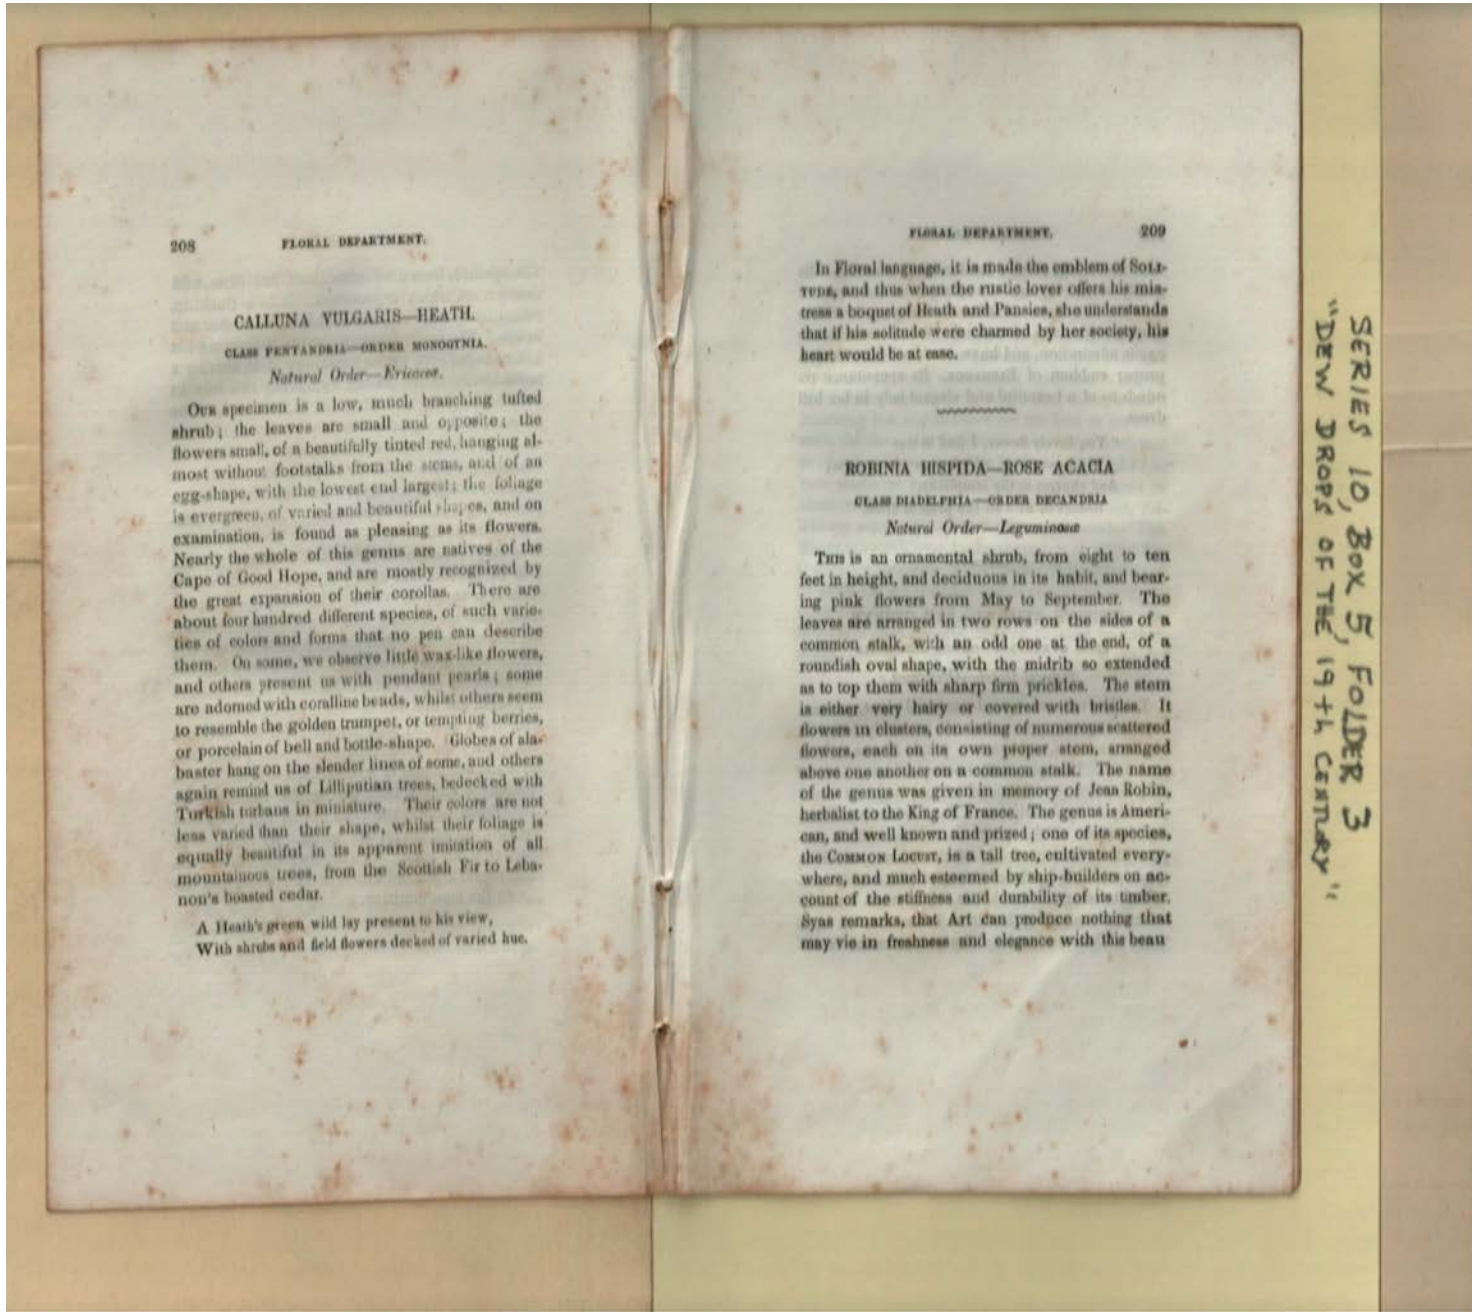 208 FLORAL DEPARTMENT.
CALLUNA VULGARIS—HEATH.
CLASS PENTANDRIA—ORDER MONOGYNIA.
Natural Order—Ericaceæ.
OUR specimen is a low, much branching tufted
shrub; the leaves are small and opposite; the
flowers small, of a beautifully tinted red, hanging al-
most without footstalks from the stems, and of an
egg-shape, with the lowest end largest; the foliage
is evergreen, of varied and beautiful shapes, and on
examination, is found as pleasing as its flowers.
Nearly the whole of this genus are natives of the
Cape of Good Hope, and are mostly recognized by
the great expansion of their corollas. There are
about four hundred different species, of such varie-
ties of colors and forms that no pen can describe
them. On some, we observe little wax-like flowers,
and others present us with pendant pearls; some
are adorned with coralline beads, whilst others seem
to resemble the golden trumpet, or tempting berries,
or porcelain of bell and bottle-shape. Globes of ala-
baster hang on the slender lines of some, and others
again remind us of Lilliputian trees, bedecked with
Turkish turbans in miniature. Their colors are not
less varied than their shape, whilst their foliage is
equally beautiful in its apparent imitation of all
mountainous trees, from the Scottish Fir to Leba-
non's boasted cedar.
A Heath's green wild lay present to his view,
With shrubs and field flowers decked of varied hue.
FLORAL DEPARTMENT. 209
In Floral language, it is made the emblem of SOLI-
TUDE, and thus when the rustic lover offers his mis-
tress a boquet of Heath and Pansies, she understands
that if his solitude were charmed by her society, his
heart would be at ease.
ROBINIA HISPIDA—ROSE ACACIA
CLASS DIADELPHIA—ORDER DECANDRIA
Natural Order—Leguminosæ
THIS is an ornamental shrub, from eight to ten
feet in height, and deciduous in its habit, and bear-
ing pink flowers from May to September. The
leaves are arranged in two rows on the sides of a
common stalk, with an odd one at the end, of a
roundish oval shape, with the midrib so extended
as to top them with sharp firm prickles. The stem
is either very hairy or covered with bristles. It
flowers in clusters, consisting of numerous scattered
flowers, each on its own proper stem, arranged
above one another on a common stalk. The name
of the genus was given in memory of Jean Robin,
herbalist to the King of France. The genus is Ameri-
can, and well known and prized; one of its species,
the COMMON LOCUST, is a tall tree, cultivated every-
where, and much esteemed by ship-builders on ac-
count of the stiffness and durability of its timber.
Syas remarks, that Art can produce nothing that
may vie in freshness and elegance with this beau
SERIES 10, BOX 5, FOLDER 3
"DEW DROPS OF THE 19th CENTURY"